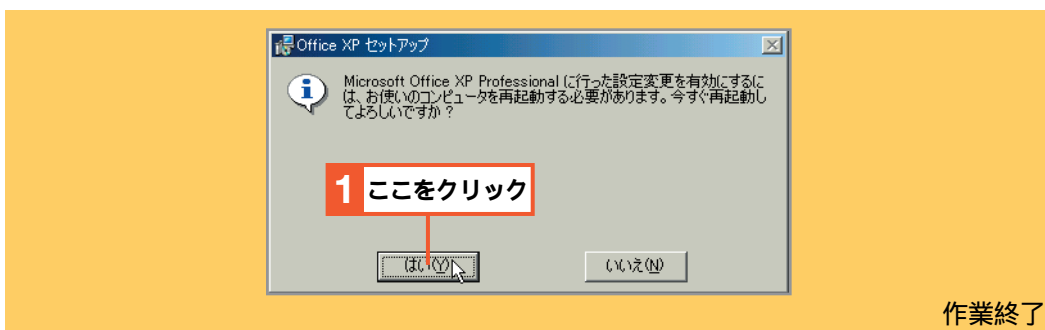 Office XP セットアップ
Microsoft Office XP Professional に行った設定変更を有効にするに
は、お使いのコンピュータを再起動する必要があります。今すぐ再起動し
てよろしいですか？
1 ここをクリック
はい(Y)
いいえ(N)
作業終了